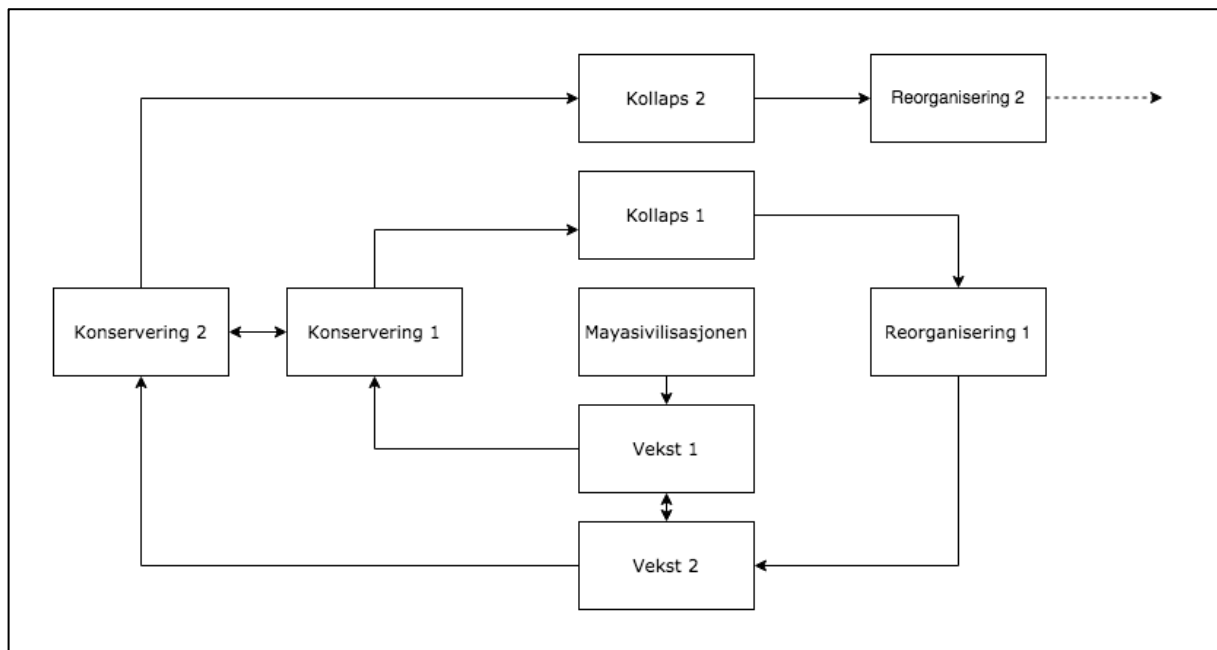 Kollaps 2
Reorganisering 2
Kollaps 1
Konservering 2
Konservering 1
Mayasivilisasjonen
Reorganisering 1
Vekst 1
Vekst 2